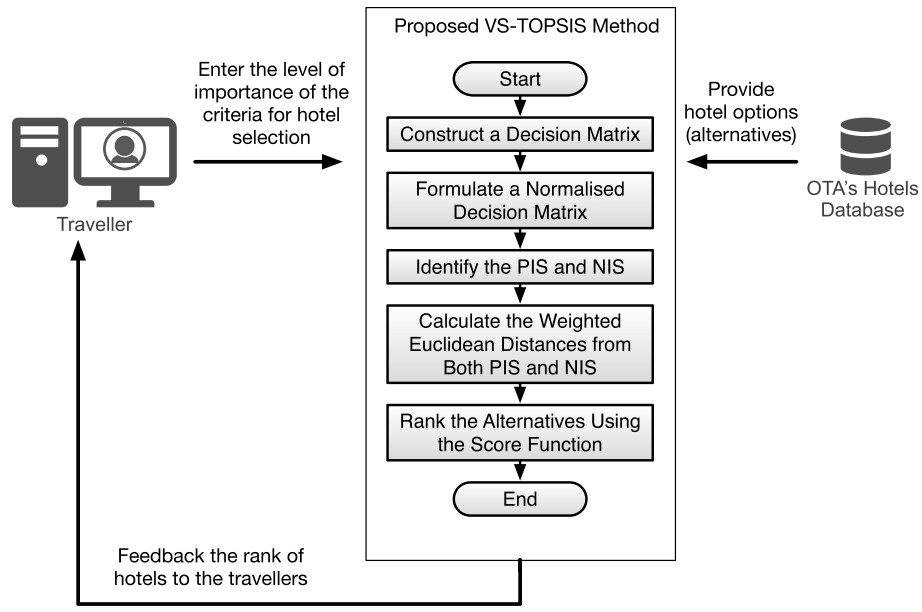 Proposed VS-TOPSIS Method
Enter the level of
importance of the
criteria for hotel
selection
Traveller
Start
Construct a Decision Matrix
Formulate a Normalised
Decision Matrix
Identify the PIS and NIS
Calculate the Weighted
Euclidean Distances from
Both PIS and NIS
Rank the Alternatives Using
the Score Function
End
Provide
hotel options
(alternatives)
OTA's Hotels
Database
Feedback the rank of
hotels to the travellers